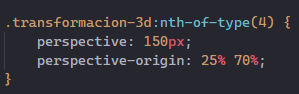 .transformacion-3d:nth-of-type(4) {
    perspective: 150px;
    perspective-origin: 25% 70%;
}